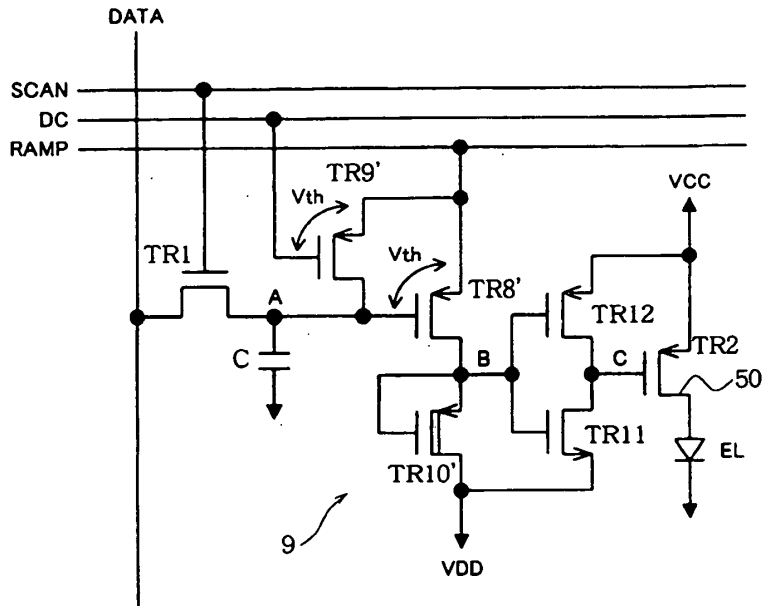 DATA
SCAN
DC
RAMP
TR9'
VCC
Vth
TR1
Vth
A
TR8'
TR12
TR2
C
B
C
50
TR11
EL
TR10'
9
VDD